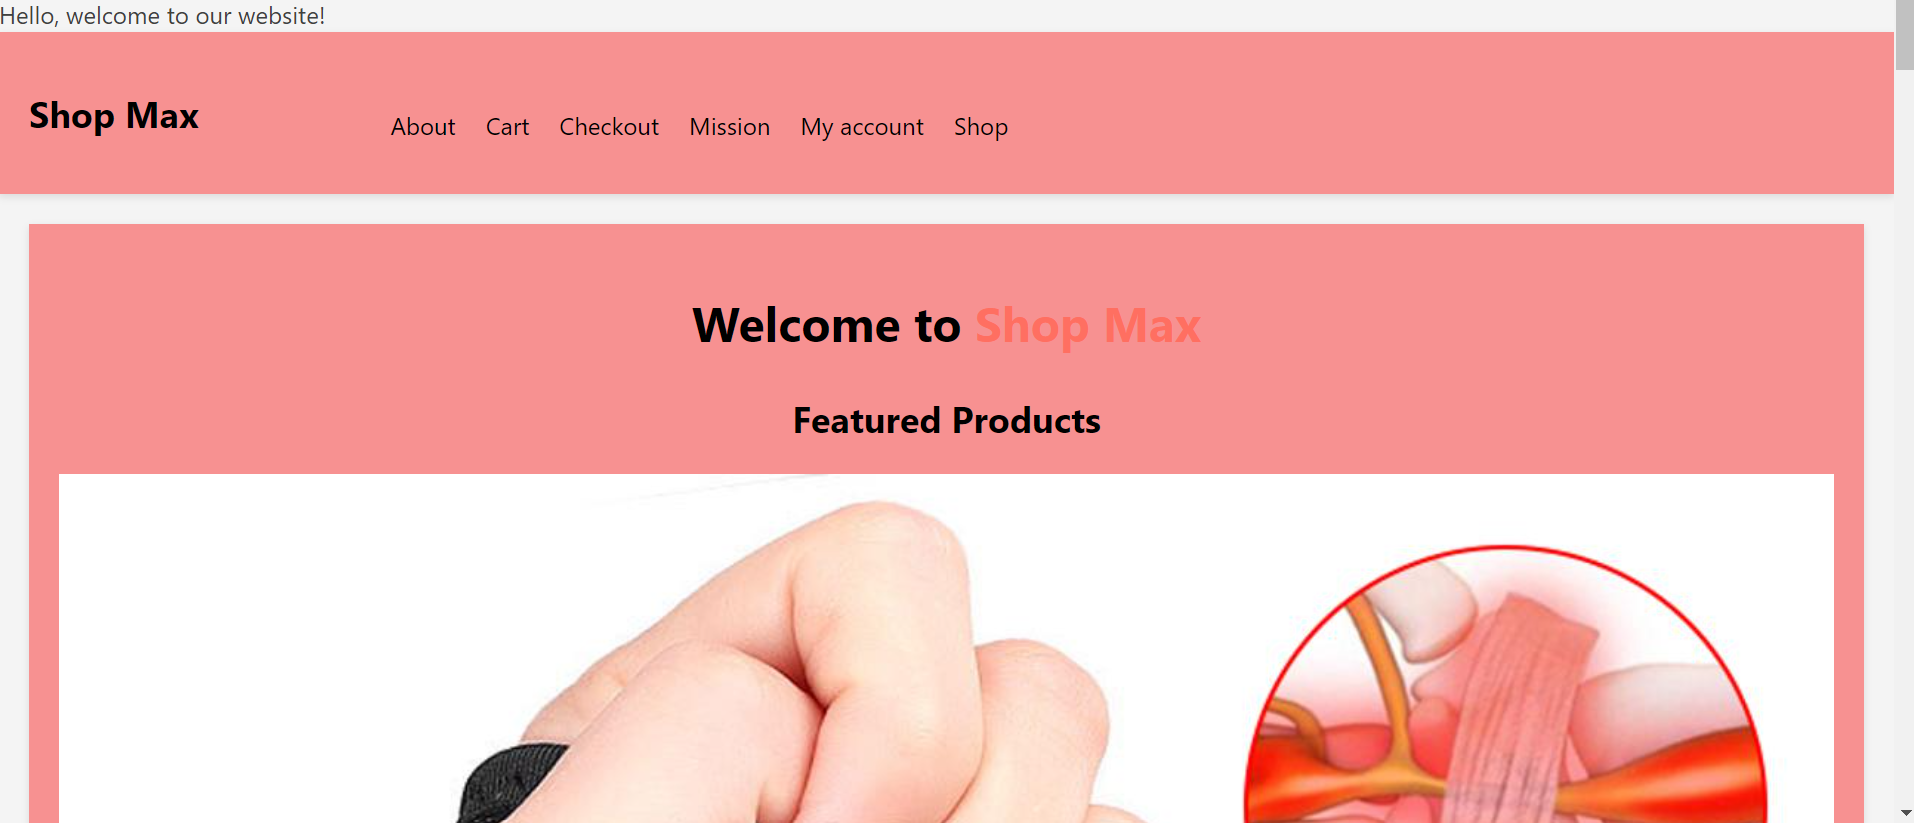 Hello, welcome to our website!
Shop Max
About Cart Checkout Mission My account Shop
Welcome to Shop Max
Featured Products